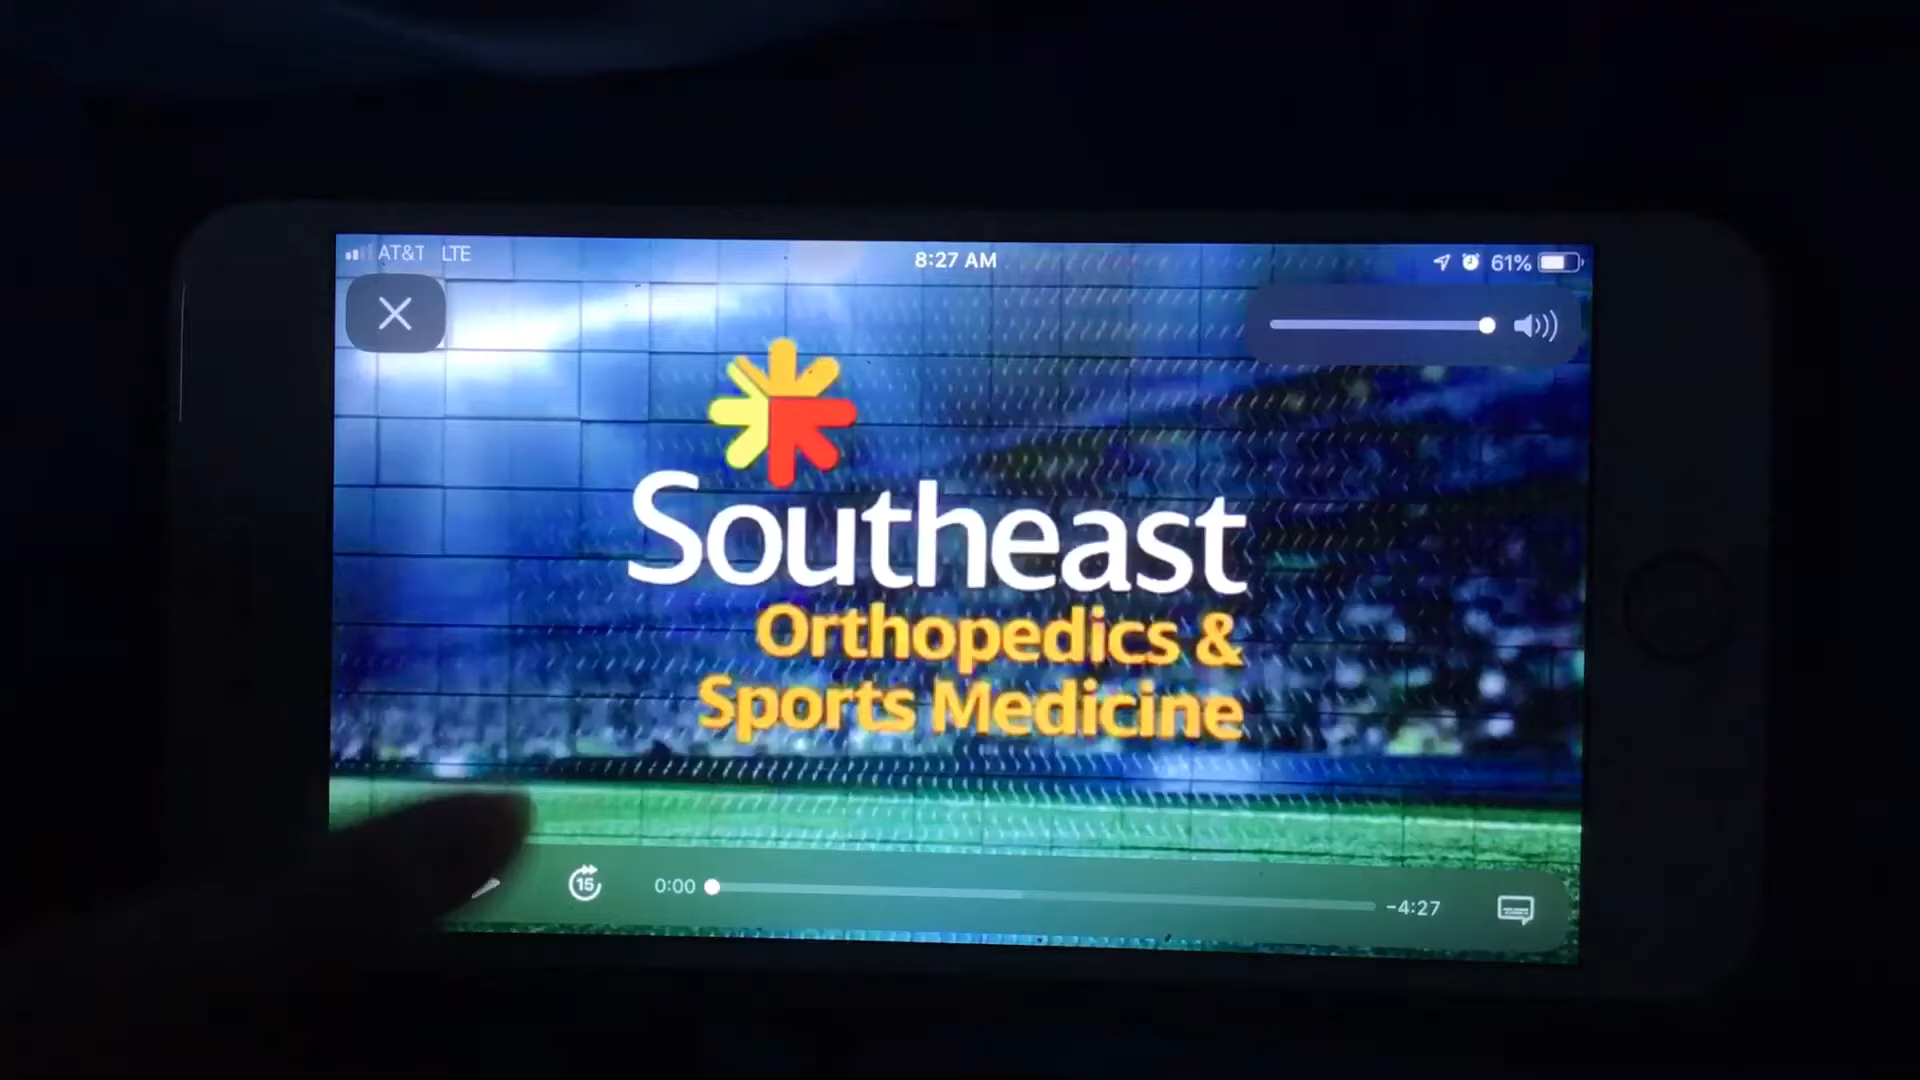 AT&T LTE
8:27 AM
61%
Southeast
Orthopedics &
Sports Medicine
15
0:00
-4:27